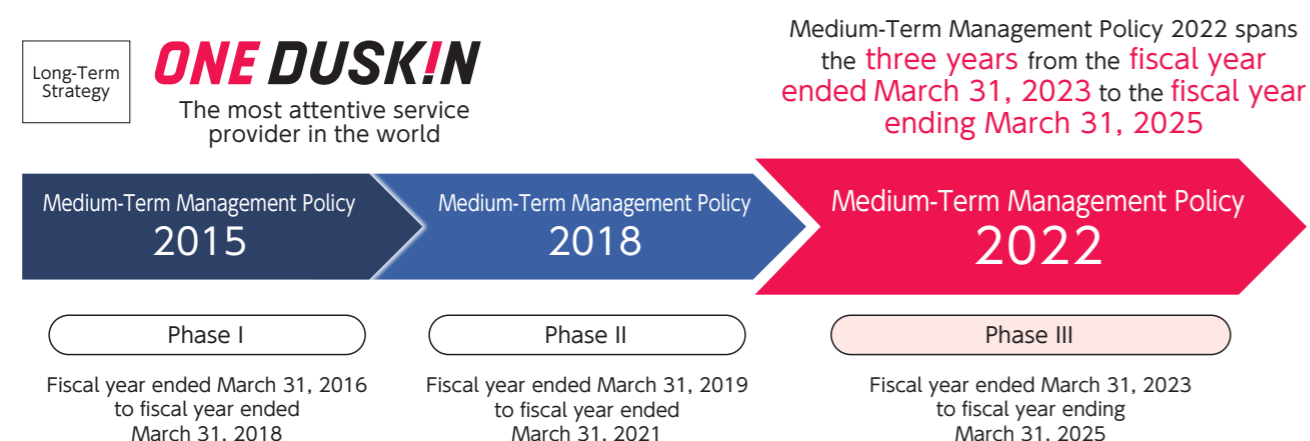 Long-Term
Strategy
ONE DUSK!N
The most attentive service
provider in the world
Medium-Term Management Policy 2022 spans
the three years from the fiscal year
ended March 31, 2023 to the fiscal year
ending March 31, 2025
Medium-Term Management Policy
2015
Medium-Term Management Policy
2018
Medium-Term Management Policy
2022
Phase I
Phase II
Phase III
Fiscal year ended March 31, 2016
to fiscal year ended
March 31, 2018
Fiscal year ended March 31, 2019
to fiscal year ended
March 31, 2021
Fiscal year ended March 31, 2023
to fiscal year ending
March 31, 2025